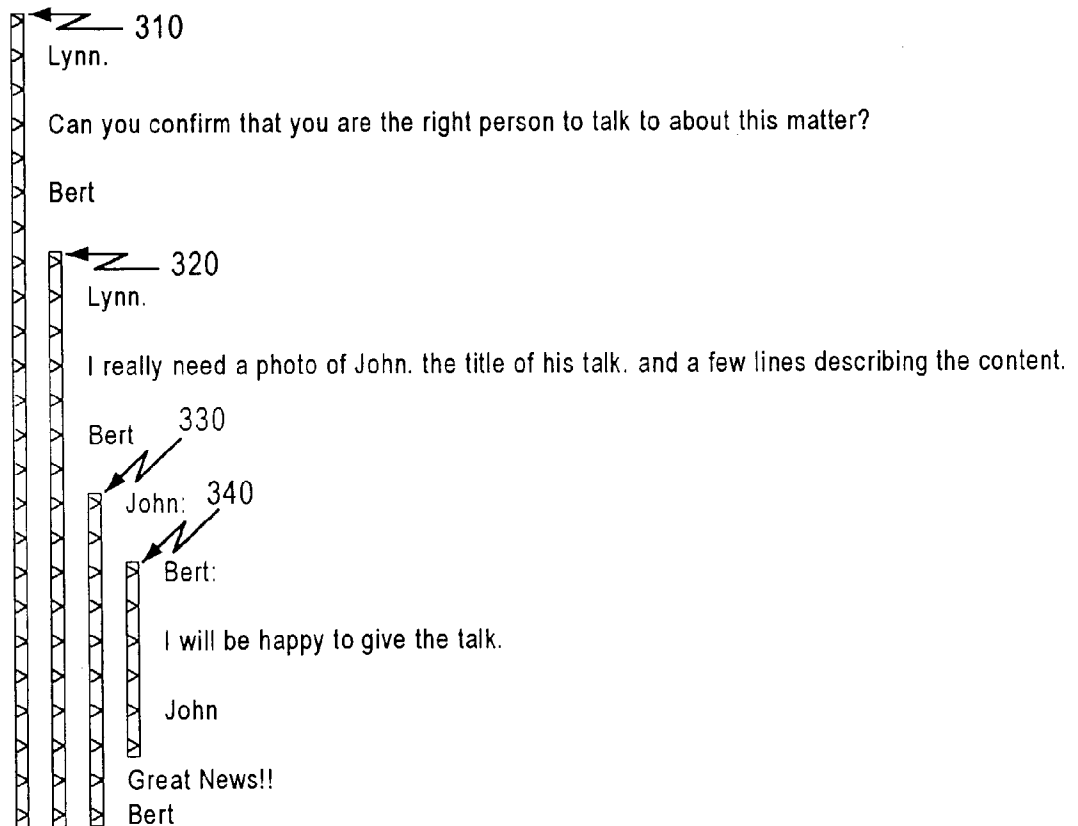 310
Lynn.
Can you confirm that you are the right person to talk to about this matter?
Bert
320
Lynn.
I really need a photo of John. the title of his talk. and a few lines describing the content.
330
Bert
John: 340
Bert:
I will be happy to give the talk.
John
Great News!!
Bert